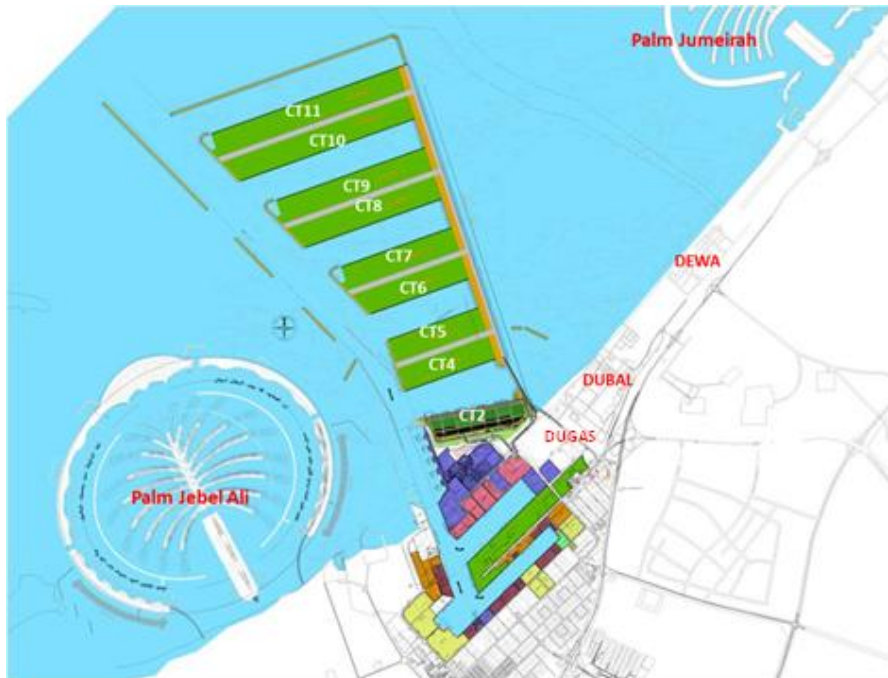 Palm Jumeirah
CT11
CT10
CT9
CT8
CT7
CT6
DEWA
CT5
CT4
DUBAL
CT2
DUGAS
Palm Jebel Ali